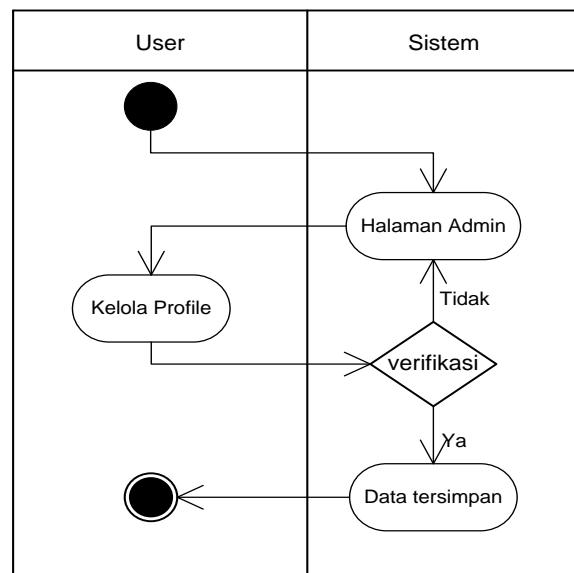 User
Sistem
Halaman Admin
Kelola Profile
Tidak
verifikasi
Ya
Data tersimpan